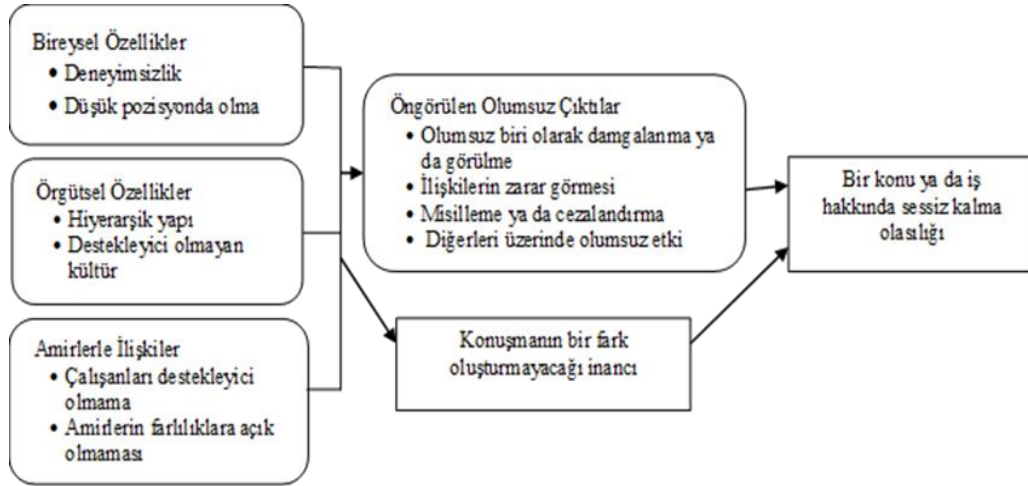 Bireysel Özellikler
• Deneyimsizlik
• Düşük pozisyonda olma
Örgütsel Özellikler
• Hiyerarşik yapı
• Destekleyici olmayan
kültür
Amirlerle İlişkiler
• Çalışanları destekleyici
olmama
• Amirlerin farlılıklara açık
olmaması
Öngörülen Olumsuz Çıktılar
• Olumsuz biri olarak damgalanma ya
da görülme
• İlişkilerin zarar görmesi
• Misilleme ya da cezalandırma
• Diğerleri üzerinde olumsuz etki
Konuşmanın bir fark
oluşturmayacağı inancı
Bir konu ya da iş
hakkında sessiz kalma
olasılığı